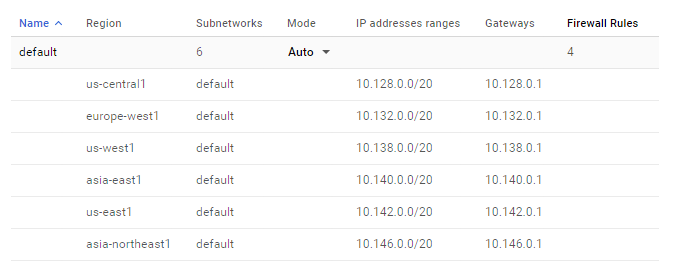 Name Region Subnetworks Mode IP addresses ranges Gateways Firewall Rules
default 6 Auto 4
us-central1 default 10.128.0.0/20 10.128.0.1
europe-west1 default 10.132.0.0/20 10.132.0.1
us-west1 default 10.138.0.0/20 10.138.0.1
asia-east1 default 10.140.0.0/20 10.140.0.1
us-east1 default 10.142.0.0/20 10.142.0.1
asia-northeast1 default 10.146.0.0/20 10.146.0.1